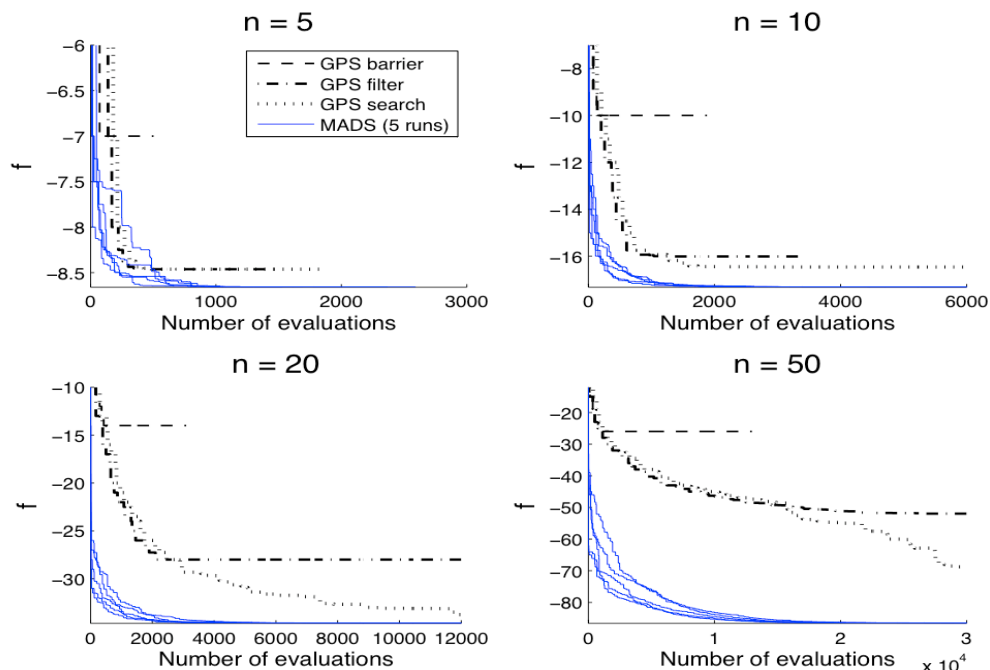 n = 5
-6
-6.5
-7
-7.5
-8
-8.5
f
0
1000
2000
3000
Number of evaluations
GPS barrier
GPS filter
GPS search
MADS (5 runs)
n = 10
-8
-10
-12
-14
-16
f
0
2000
4000
6000
Number of evaluations
n = 20
-10
-15
-20
-25
-30
f
0
2000
4000
6000
8000
10000
12000
Number of evaluations
n = 50
-20
-30
-40
-50
-60
-70
-80
f
0
1
2
3
Number of evaluations
x 10^4